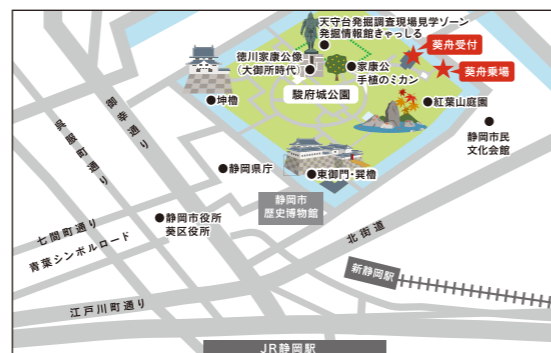 天守台発掘調査現場見学ゾーン
発掘情報館きゃっしる
葵舟受付
徳川家康公像
(大御所時代)
家康公
手植のミカン
葵舟乗場
駿府城公園
坤櫓
紅葉山庭園
御幸通り
呉服町通り
静岡市民
文化会館
静岡県庁
東御門・巽櫓
静岡市
歴史博物館
静岡市役所
葵区役所
七間町通り
青葉シンボルロード
北街道
新静岡駅
江戸川町通り
JR静岡駅